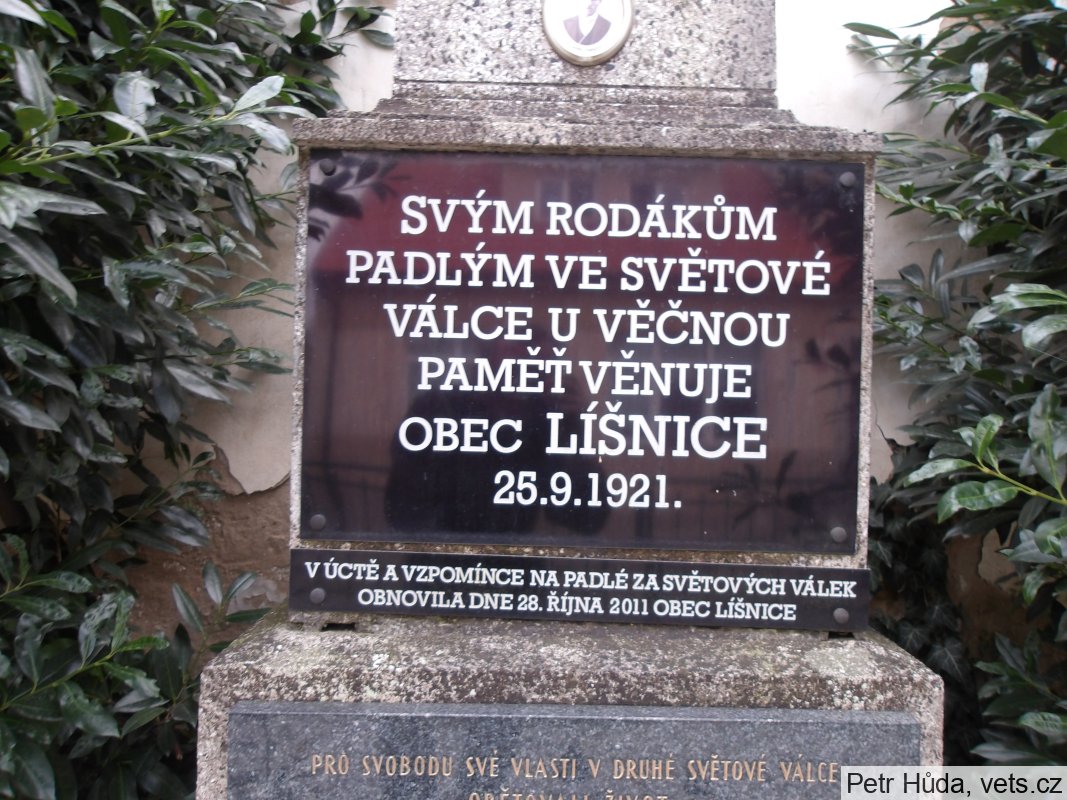 SVÝM RODÁKŮM
PADLÝM VE SVĚTOVÉ
VÁLCE U VĚČNOU
PAMĚŤ VĚNUJE
OBEC LÍŠNICE
25.9.1921.
V ÚCTĚ A VZPOMÍNCE NA PADLÉ ZA SVĚTOVÝCH VÁLEK
OBNOVILA DNE 28. ŘÍJNA 2011 OBEC LÍŠNICE
PRO SVOBODU SVÉ VLASTI V DRUHÉ SVĚTOVÉ VÁLCE
OBĚTOVALI ŽIVOT
Petr Hůda, vets.cz